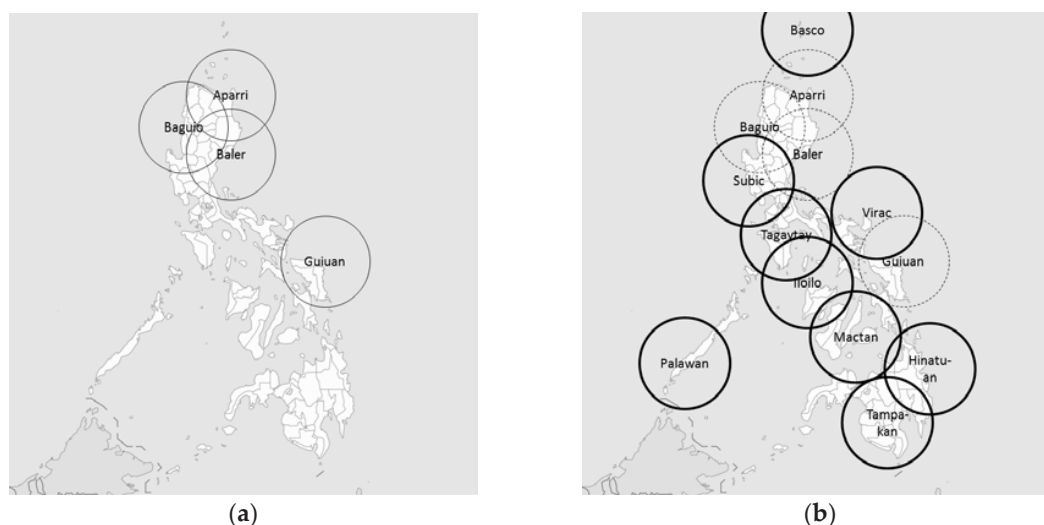 Aparri
Baguio
Baler
Guiuan
(a)
Basco
Aparri
Baguio
Baler
Subic
Virac
Tagaytay
Guiuan
Iloilo
Mactan
Palawan
Hinatu-
an
Tampa-
kan
(b)